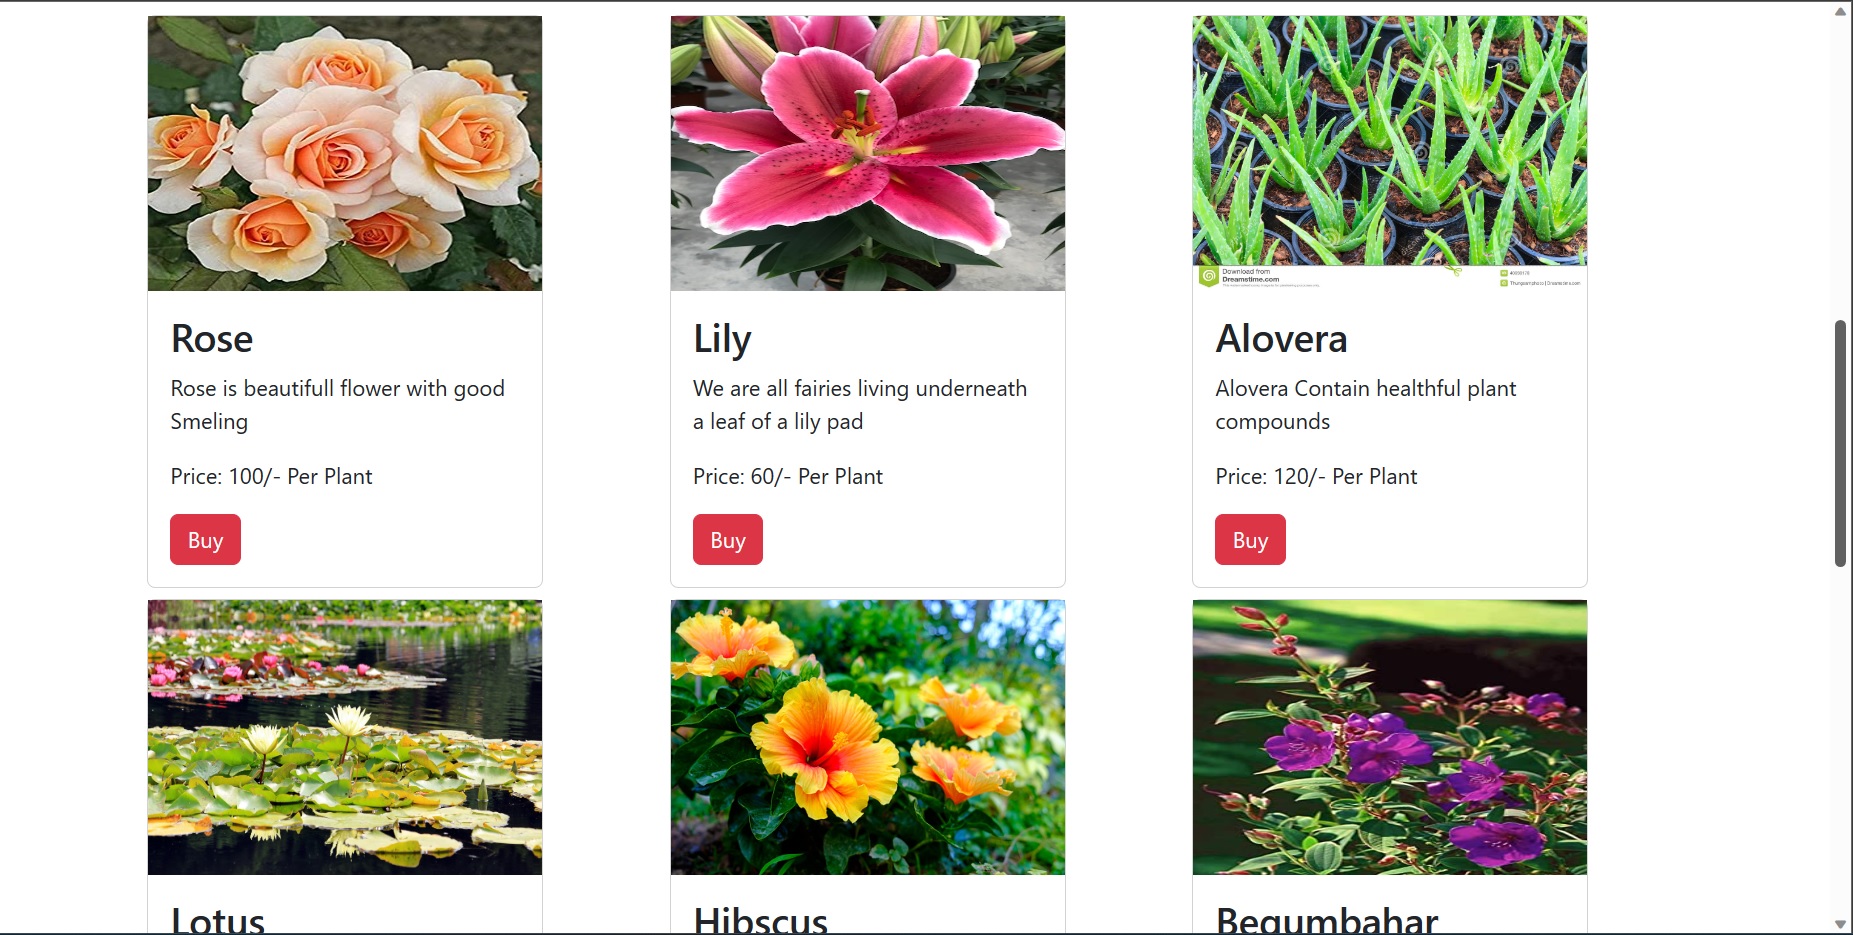 Download from
Dreamstime.com
Rose
Lily
Alovera
Rose is beautifull flower with good
Smeling
We are all fairies living underneath
a leaf of a lily pad
Alovera Contain healthful plant
compounds
Price: 100/- Per Plant
Price: 60/- Per Plant
Price: 120/- Per Plant
Buy
Buy
Buy
Lotus
Hibscus
Begumbahar